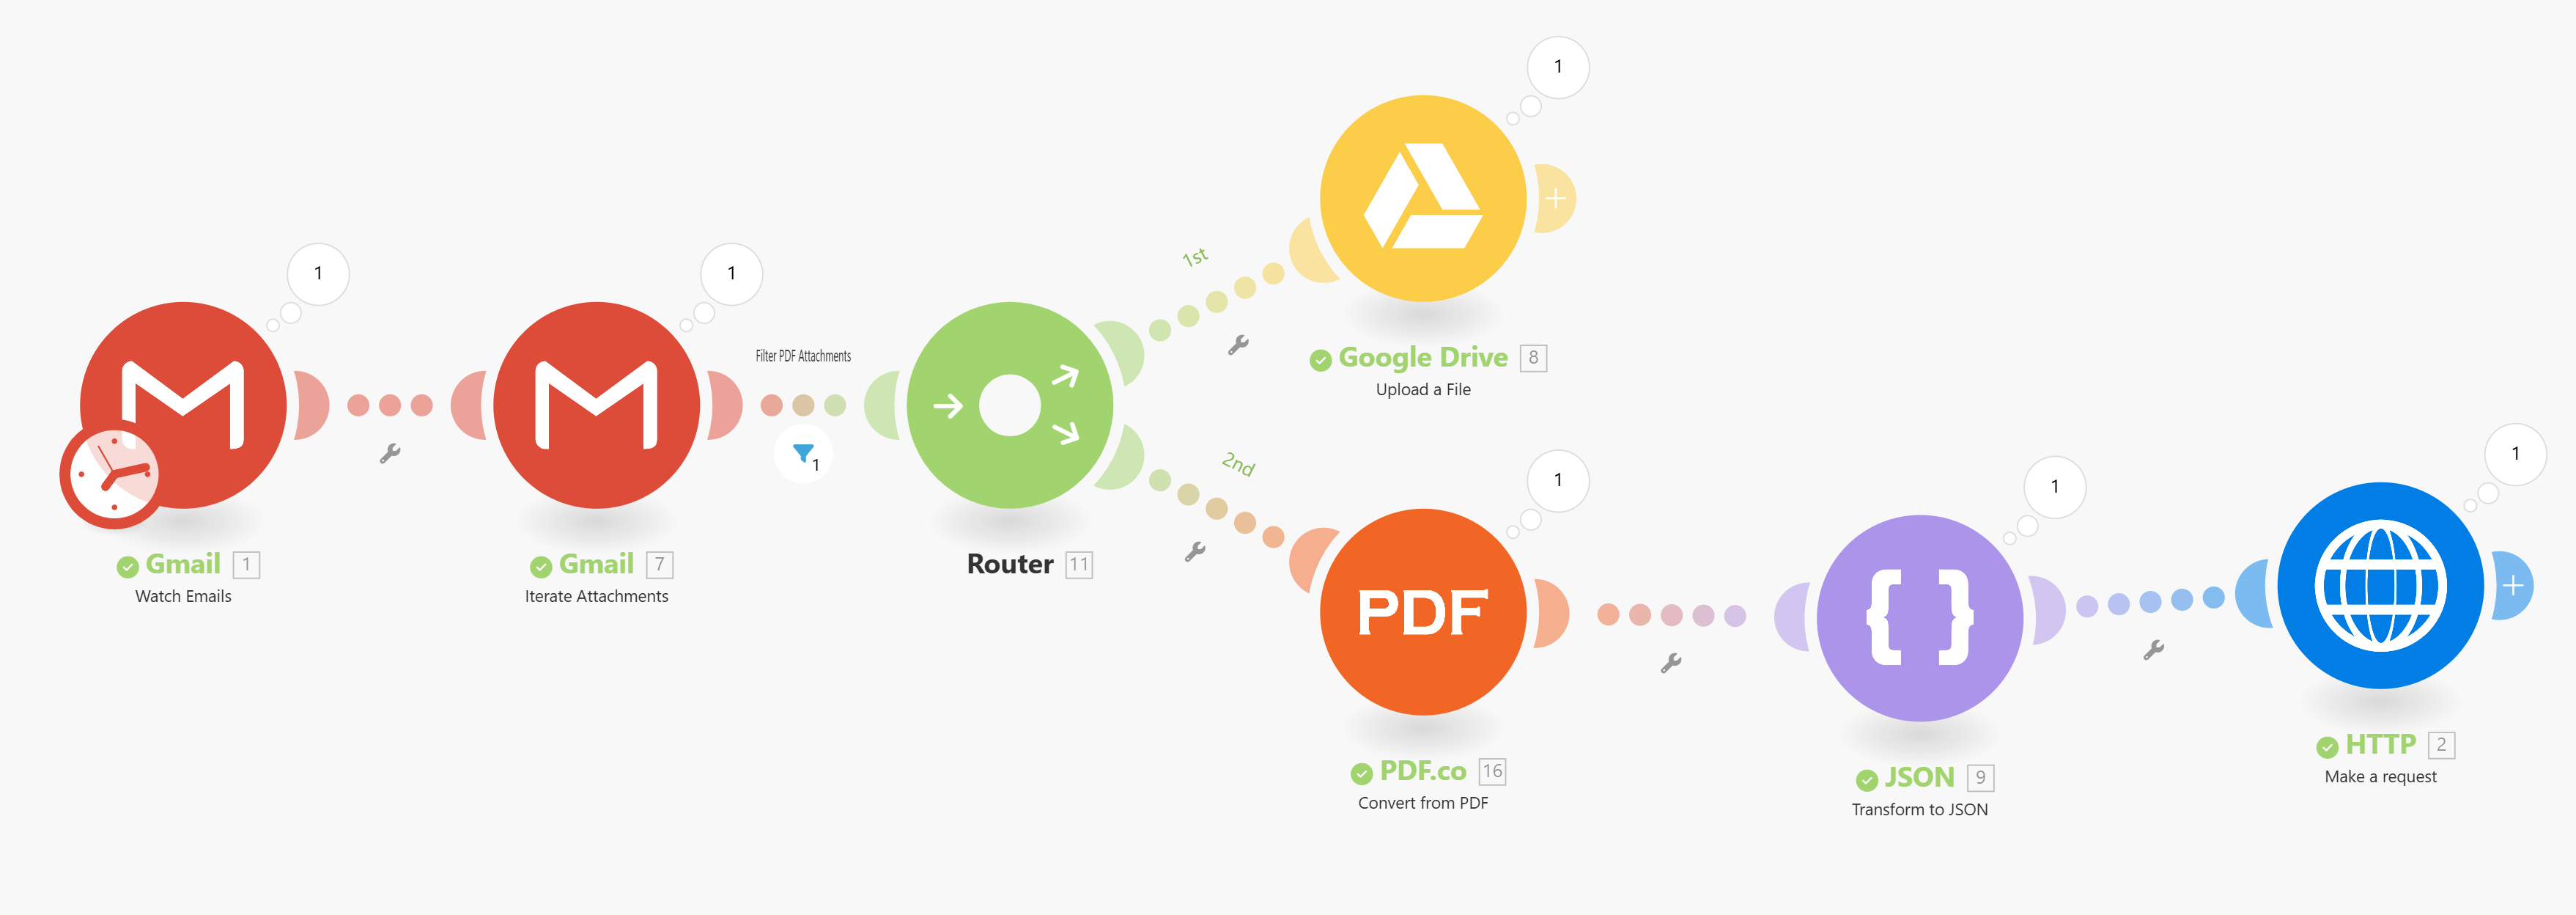 1
Gmail 1
Watch Emails
1
Gmail 7
Iterate Attachments
Filter PDF Attachments
1
Router 11
1st
1
Google Drive 8
Upload a File
2nd
1
PDF
PDF.co 16
Convert from PDF
1
{ }
JSON 9
Transform to JSON
1
HTTP 2
Make a request